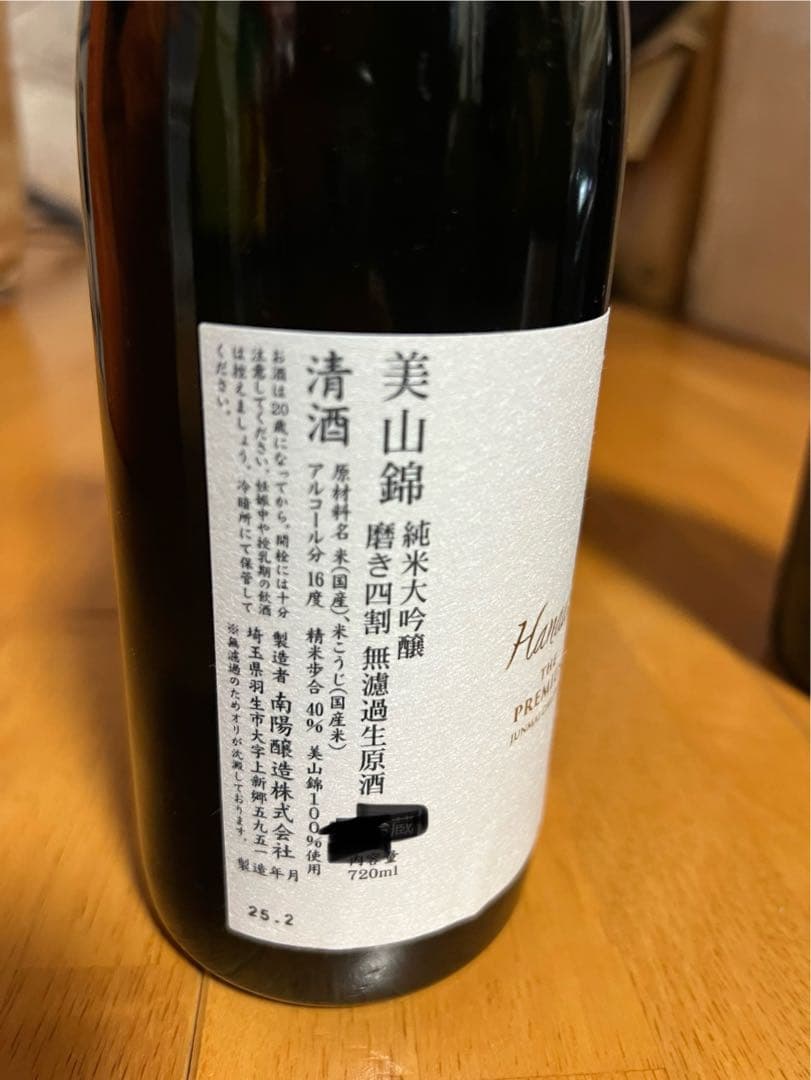 美山錦
純米大吟醸
磨き四割 無濾過生原酒
蔵
内容量
720ml
清酒
原材料名 米(国産)、米こうじ(国産米)
アルコール分 16度 精米歩合 40% 美山錦100%使用
お酒は20歳になってから。開栓には十分
注意してください。妊娠中や授乳期の飲酒
は控えましょう。冷暗所にて保管して
ください。
製造者 南陽醸造株式会社
埼玉県羽生市大字上新郷五九五一
※無濾過のためオリが沈澱しております。
製造年月
25.2
THE